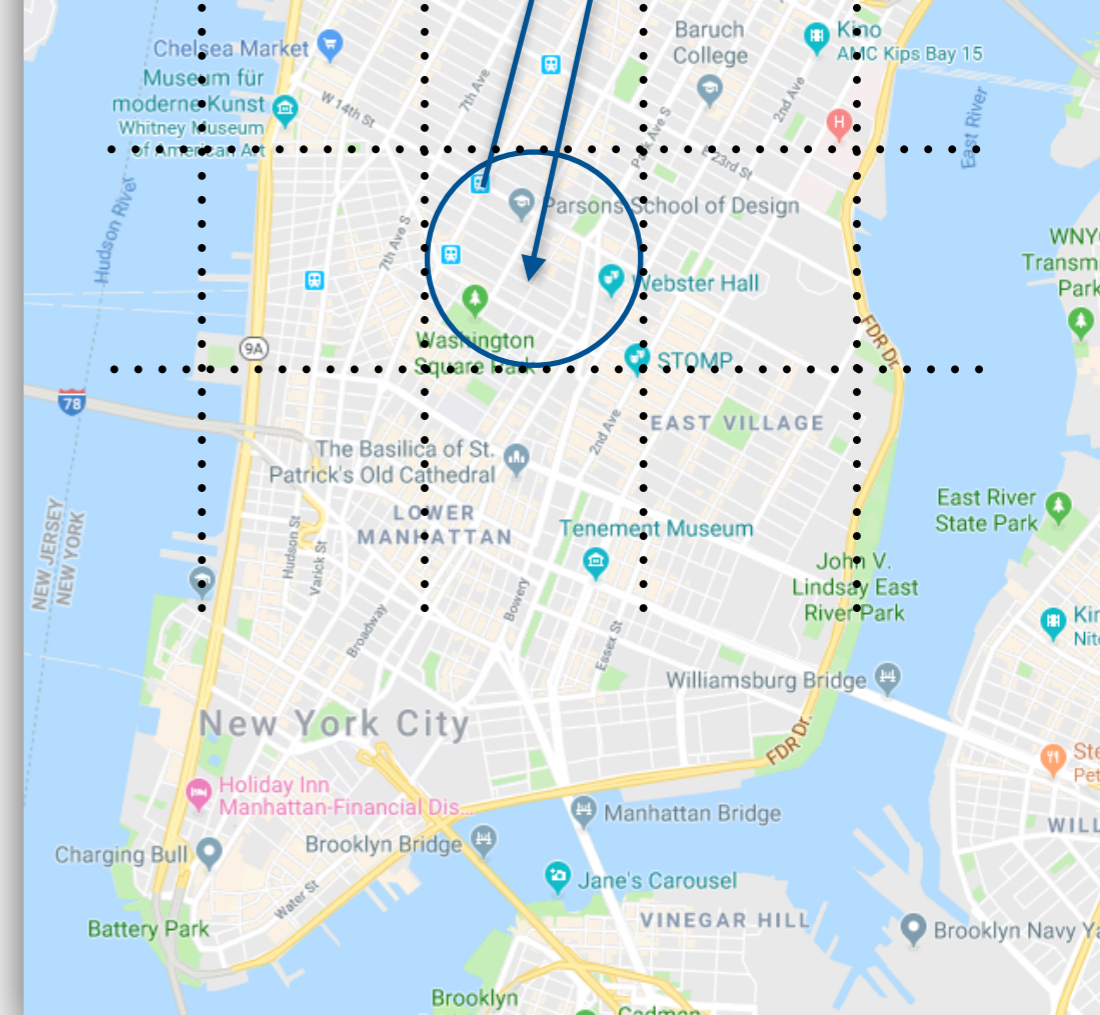 Baruch
College
Kino
AMC Kips Bay 15
Chelsea Market
Museum für
moderne Kunst
Whitney Museum
of American Art
W 14th St
7th Ave
2nd Ave
H
Park Ave S
E 23rd St
East River
Hudson River
Parsons School of Design
7th Ave S
WNYC
Transm
Park
Webster Hall
Washington
Square Park
9A
STOMP
FDR Dr.
78
EAST VILLAGE
2nd Ave
The Basilica of St.
Patrick's Old Cathedral
LOWER
MANHATTAN
East River
State Park
Tenement Museum
NEW JERSEY
NEW YORK
Hudson St
Varick St
John V.
Lindsay East
River Park
Bowery
Broadway
Essex St
Kin
Nite
Williamsburg Bridge
New York City
FDR Dr.
Ste
Pet
Holiday Inn
Manhattan-Financial Dis...
Manhattan Bridge
WILL
Brooklyn Bridge
Charging Bull
Jane's Carousel
Water St
VINEGAR HILL
Battery Park
Brooklyn Navy Ya
Brooklyn
Cadman